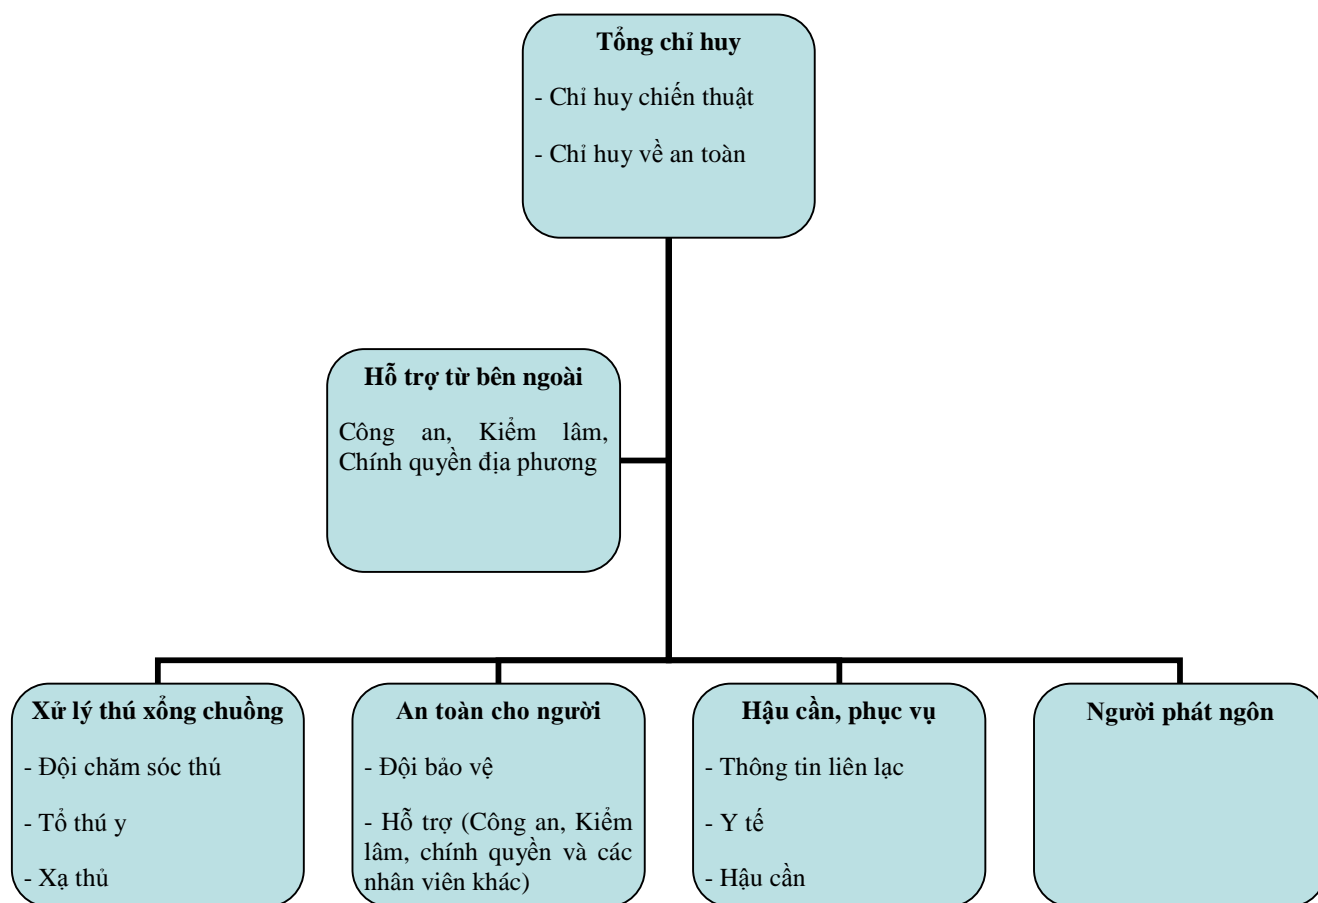 Tổng chỉ huy
- Chỉ huy chiến thuật
- Chỉ huy về an toàn
Hỗ trợ từ bên ngoài
Công an, Kiểm lâm,
Chính quyền địa phương
Xử lý thú xổng chuồng
- Đội chăm sóc thú
- Tổ thú y
- Xạ thủ
An toàn cho người
- Đội bảo vệ
- Hỗ trợ (Công an, Kiểm
lâm, chính quyền và các
nhân viên khác)
Hậu cần, phục vụ
- Thông tin liên lạc
- Y tế
- Hậu cần
Người phát ngôn